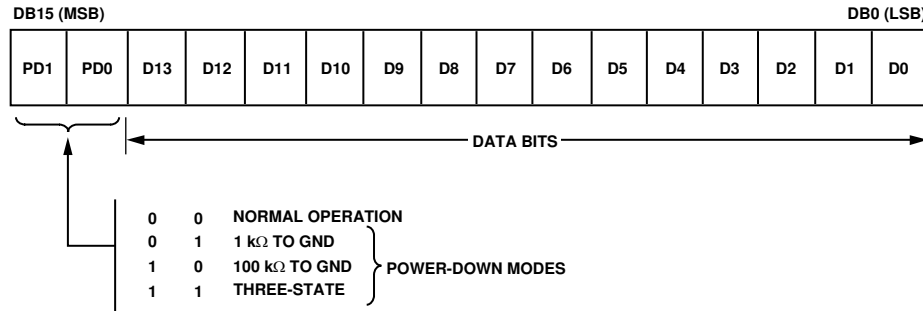 DB15 (MSB) DB0 (LSB)
PD1 PD0 D13 D12 D11 D10 D9 D8 D7 D6 D5 D4 D3 D2 D1 D0
DATA BITS
0 0 NORMAL OPERATION
0 1 1 kΩ TO GND
1 0 100 kΩ TO GND
POWER-DOWN MODES
1 1 THREE-STATE